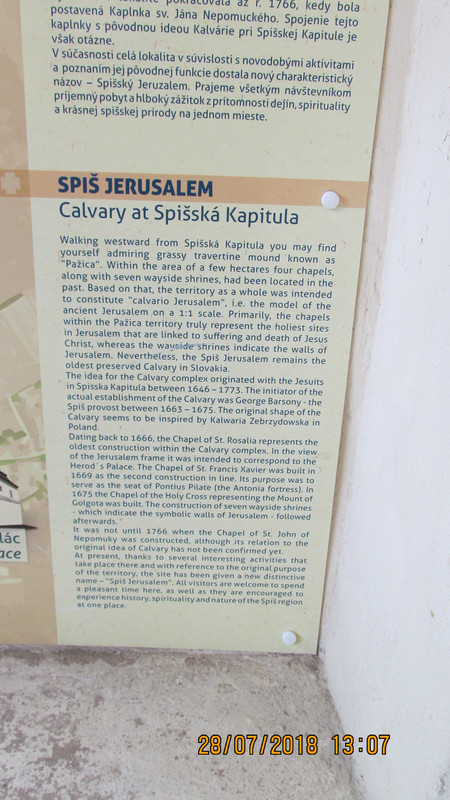 pokračovala až r. 1766, kedy bola
postavená Kaplnka sv. Jána Nepomuckého. Spojenie tejto
kaplnky s pôvodnou ideou Kalvárie pri Spišskej Kapitule je
však otázne.
V súčasnosti celá lokalita v súvislosti s novodobými aktivitami
a poznaním jej pôvodnej funkcie dostala nový charakteristický
názov – Spišský Jeruzalem. Prajeme všetkým návštevníkom
príjemný pobyt a hlboký zážitok z prítomnosti dejín, spirituality
a krásnej spišskej prírody na jednom mieste.
SPIŠ JERUSALEM
Calvary at Spišská Kapitula
Walking westward from Spišská Kapitula you may find
yourself admiring grassy travertine mound known as
"Pažica". Within the area of a few hectares four chapels,
along with seven wayside shrines, had been located in the
past. Based on that, the territory as a whole was intended
to constitute "calvario Jerusalem", i.e. the model of the
ancient Jerusalem on a 1:1 scale. Primarily, the chapels
within the Pažica territory truly represent the holiest sites
in Jerusalem that are linked to suffering and death of Jesus
Christ, whereas the wayside shrines indicate the walls of
Jerusalem. Nevertheless, the Spiš Jerusalem remains the
oldest preserved Calvary in Slovakia.
The idea for the Calvary complex originated with the Jesuits
in Spisska Kapitula between 1646 – 1773. The initiator of the
actual establishment of the Calvary was George Barsony - the
Spiš provost between 1663 – 1675. The original shape of the
Calvary seems to be inspired by Kalwaria Zebrzydowska in
Poland.
Dating back to 1666, the Chapel of St. Rosalia represents the
oldest construction within the Calvary complex. In the view
of the Jerusalem frame it was intended to correspond to the
Herod´s Palace. The Chapel of St. Francis Xavier was built in
1669 as the second construction in line. Its purpose was to
serve as the seat of Pontius Pilate (the Antonia fortress). In
1675 the Chapel of the Holy Cross representing the Mount of
Golgota was built. The construction of seven wayside shrines
- which indicate the symbolic walls of Jerusalem - followed
afterwards.
It was not until 1766 when the Chapel of St. John of
Nepomuky was constructed, although its relation to the
original idea of Calvary has not been confirmed yet.
At present, thanks to several interesting activities that
take place there and with reference to the original purpose
of the territory, the site has been given a new distinctive
name – "Spiš Jerusalem". All visitors are welcome to spend
a pleasant time here, as well as they are encouraged to
experience history, spirituality and nature of the Spiš region
at one place.
lác
ace
28/07/2018 13:07